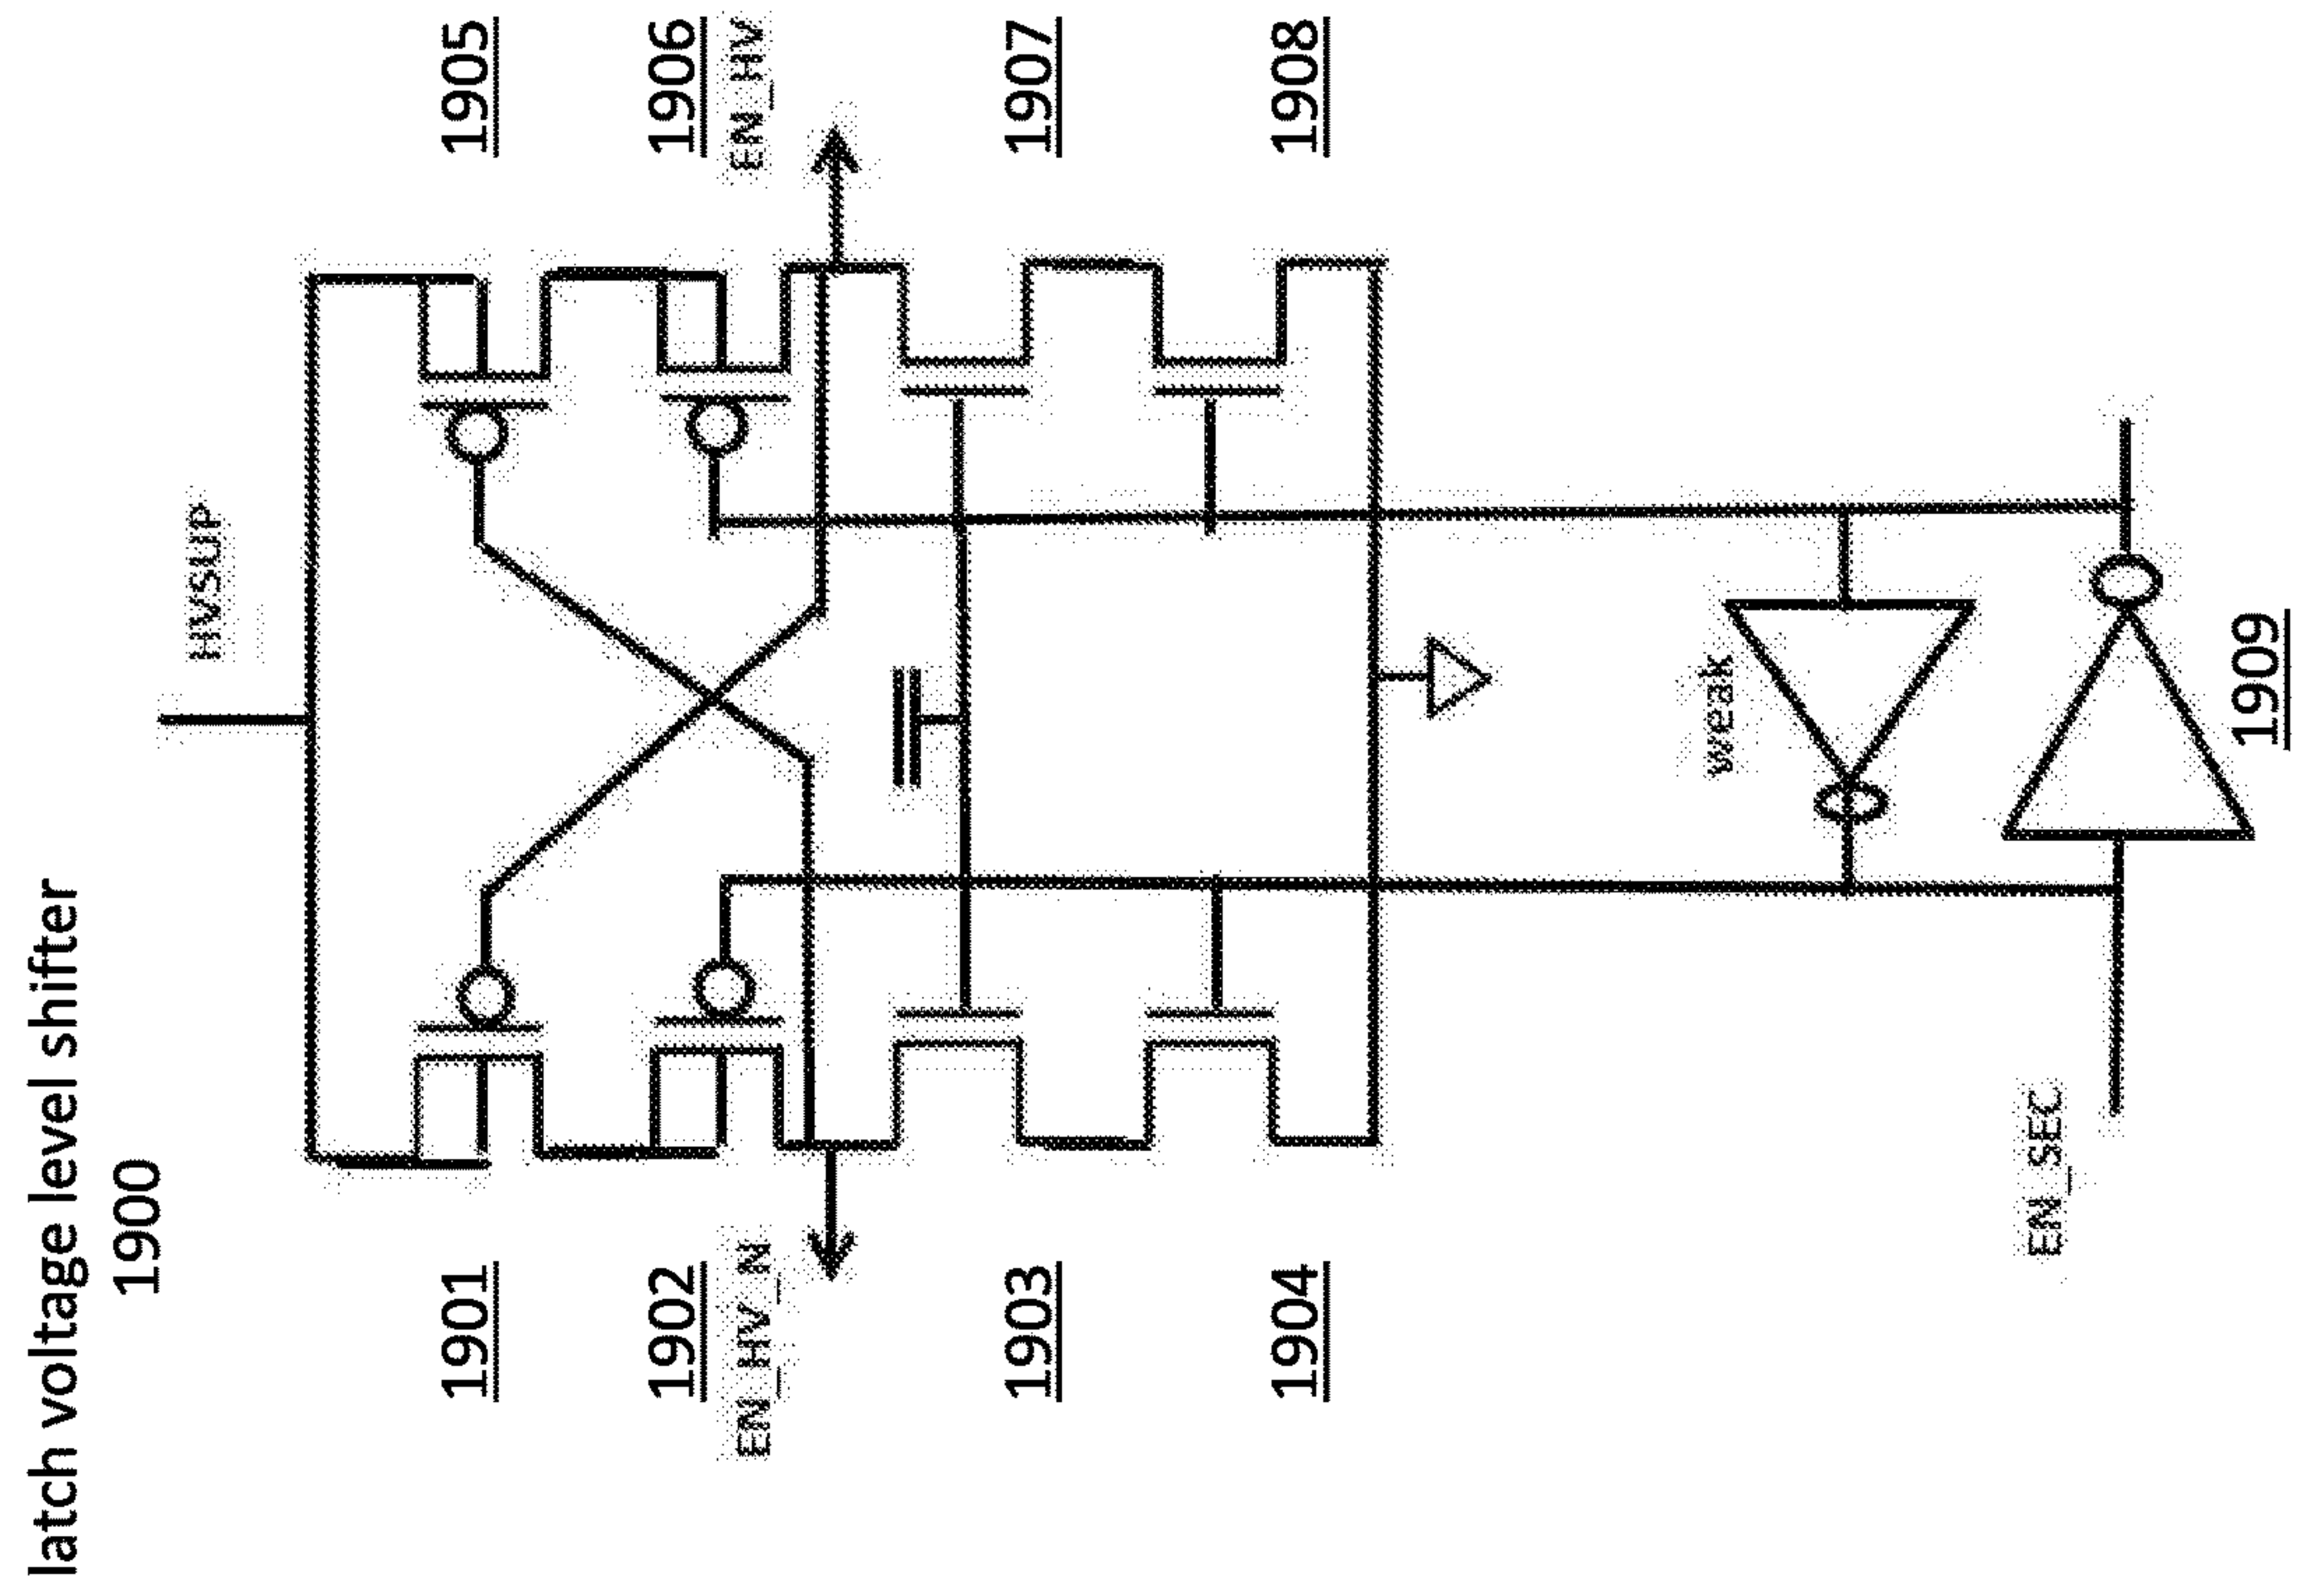 latch voltage level shifter
1900
HVSUP
1901
1905
1902
1906
EN_HV_N
EN_HV
1903
1907
1904
1908
weak
EN_SEC
1909